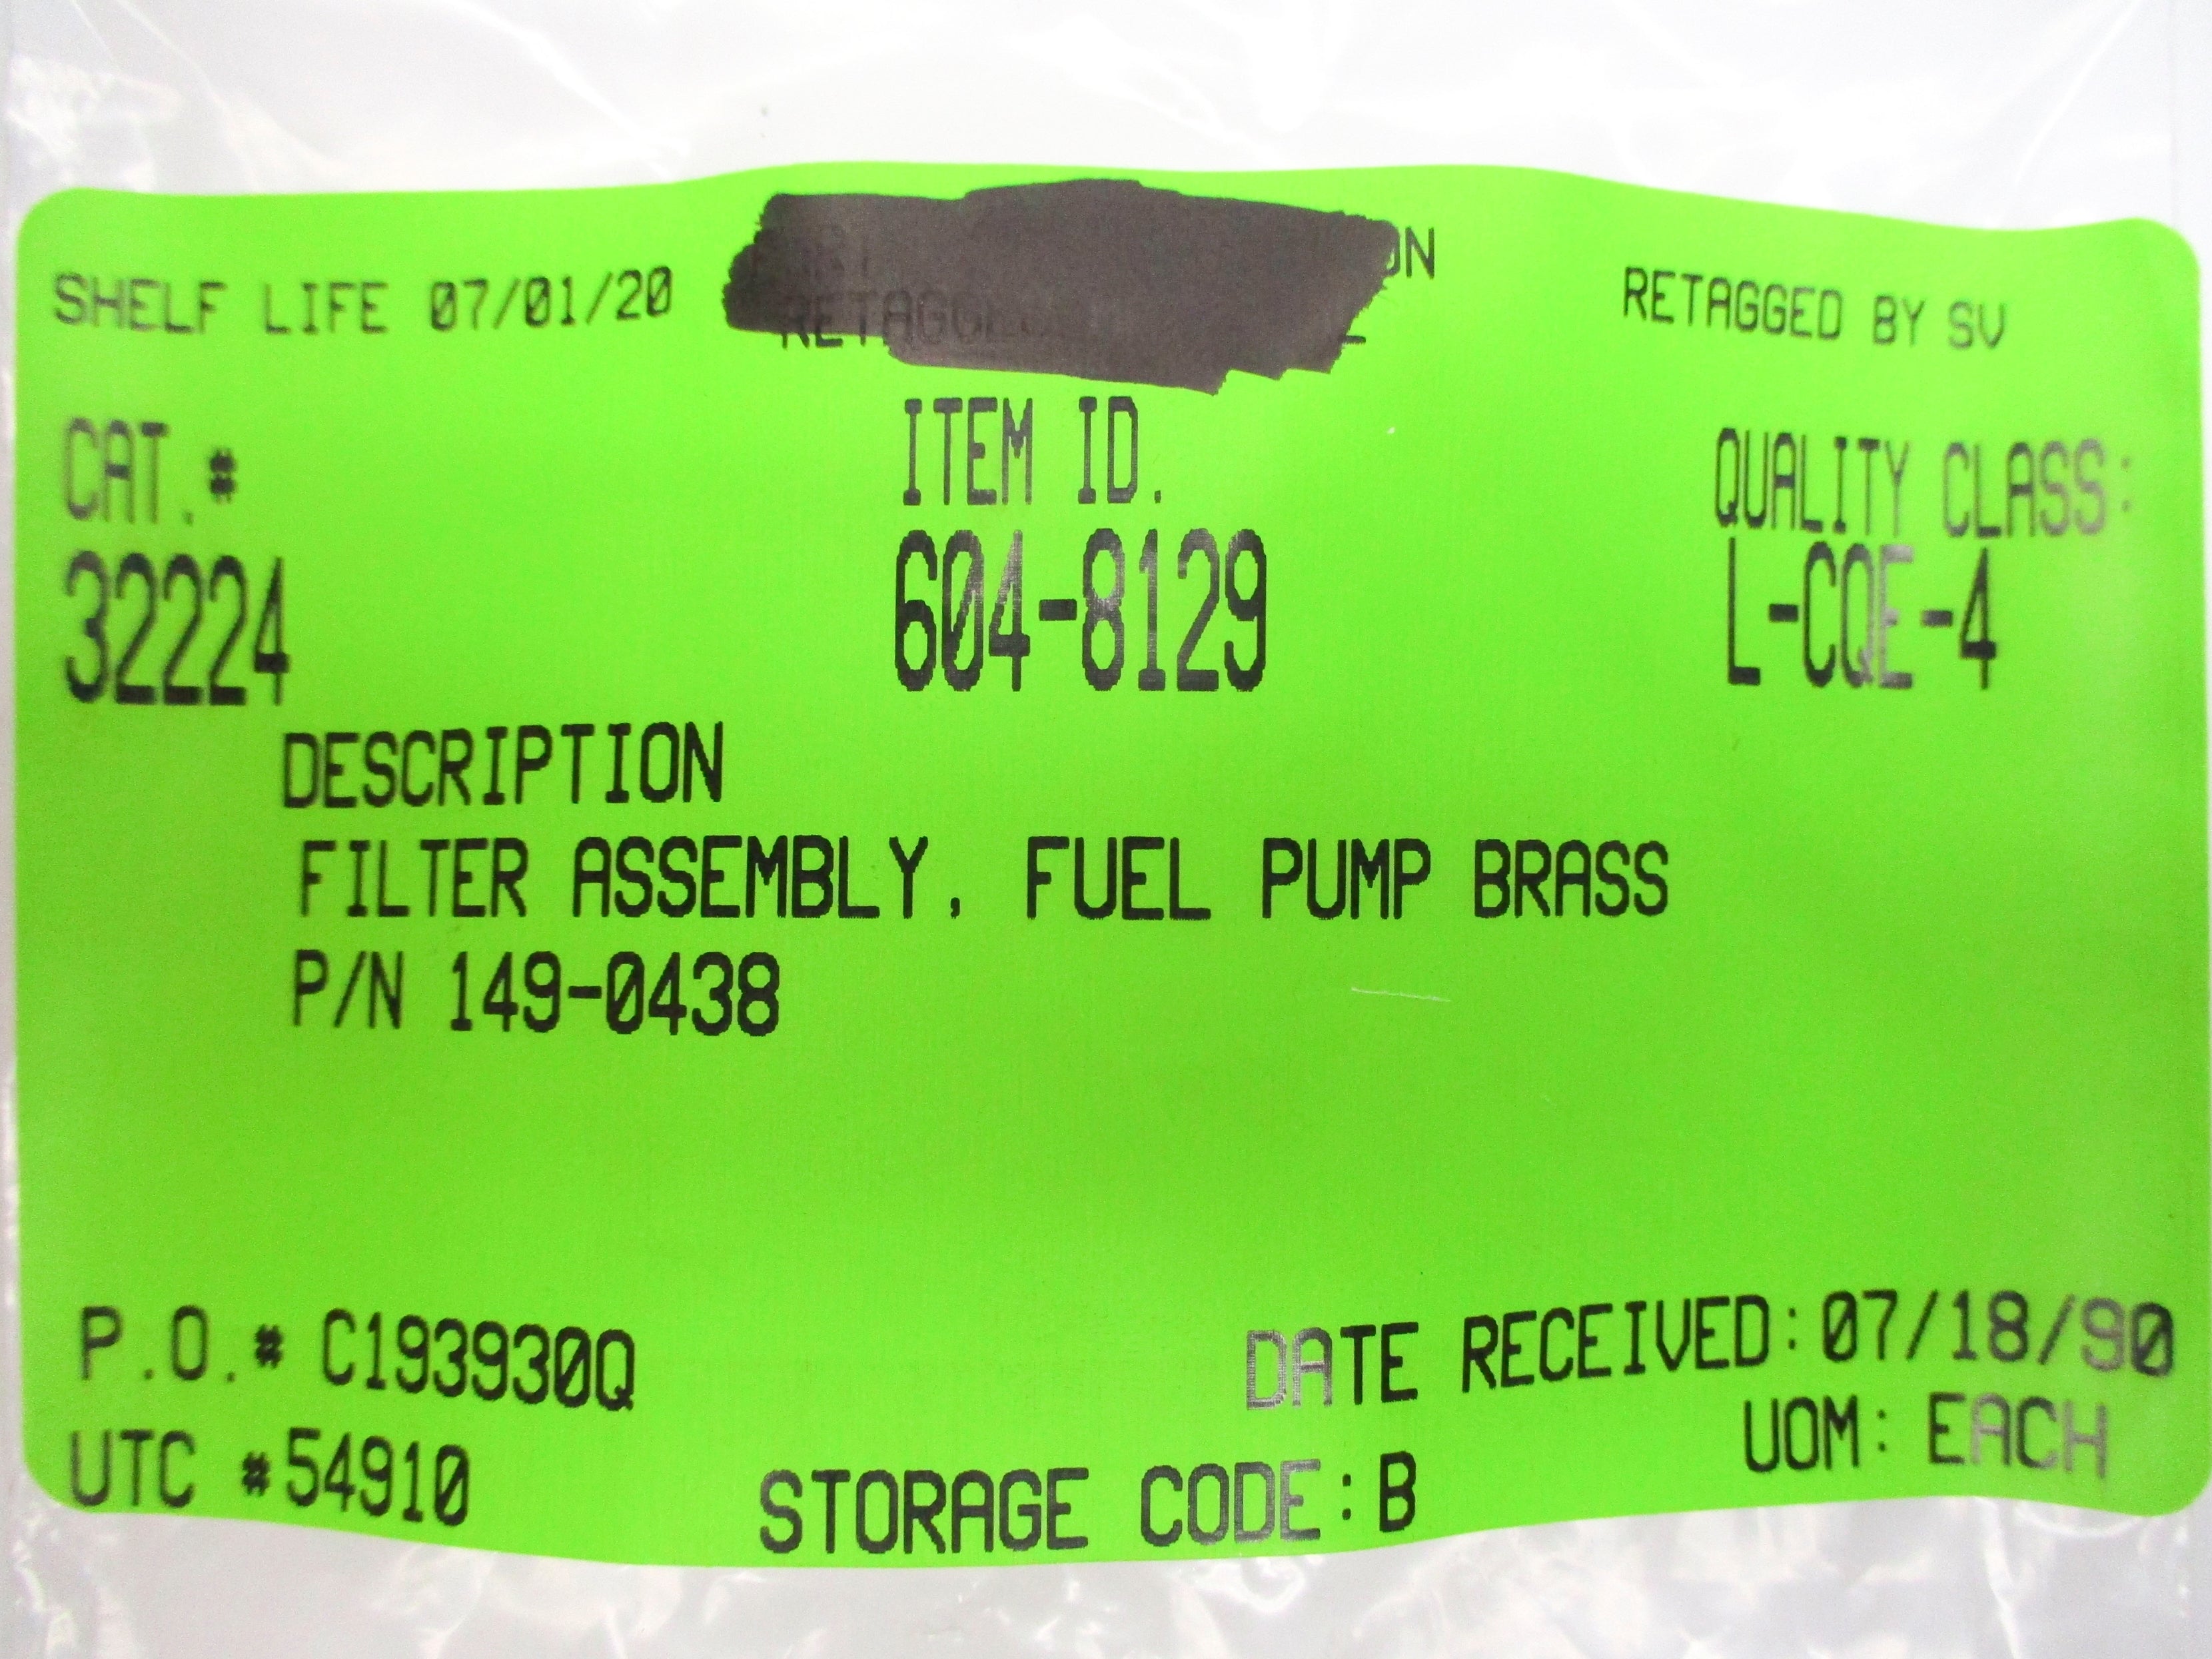 SHELF LIFE 07/01/20
RETAGGED BY SV
CAT.# ITEM ID. QUALITY CLASS:
32224 604-8129 L-CQE-4
DESCRIPTION
FILTER ASSEMBLY, FUEL PUMP BRASS
P/N 149-0438
P.O.# C193930Q DATE RECEIVED:07/18/90
UOM: EACH
UTC #54910 STORAGE CODE:B